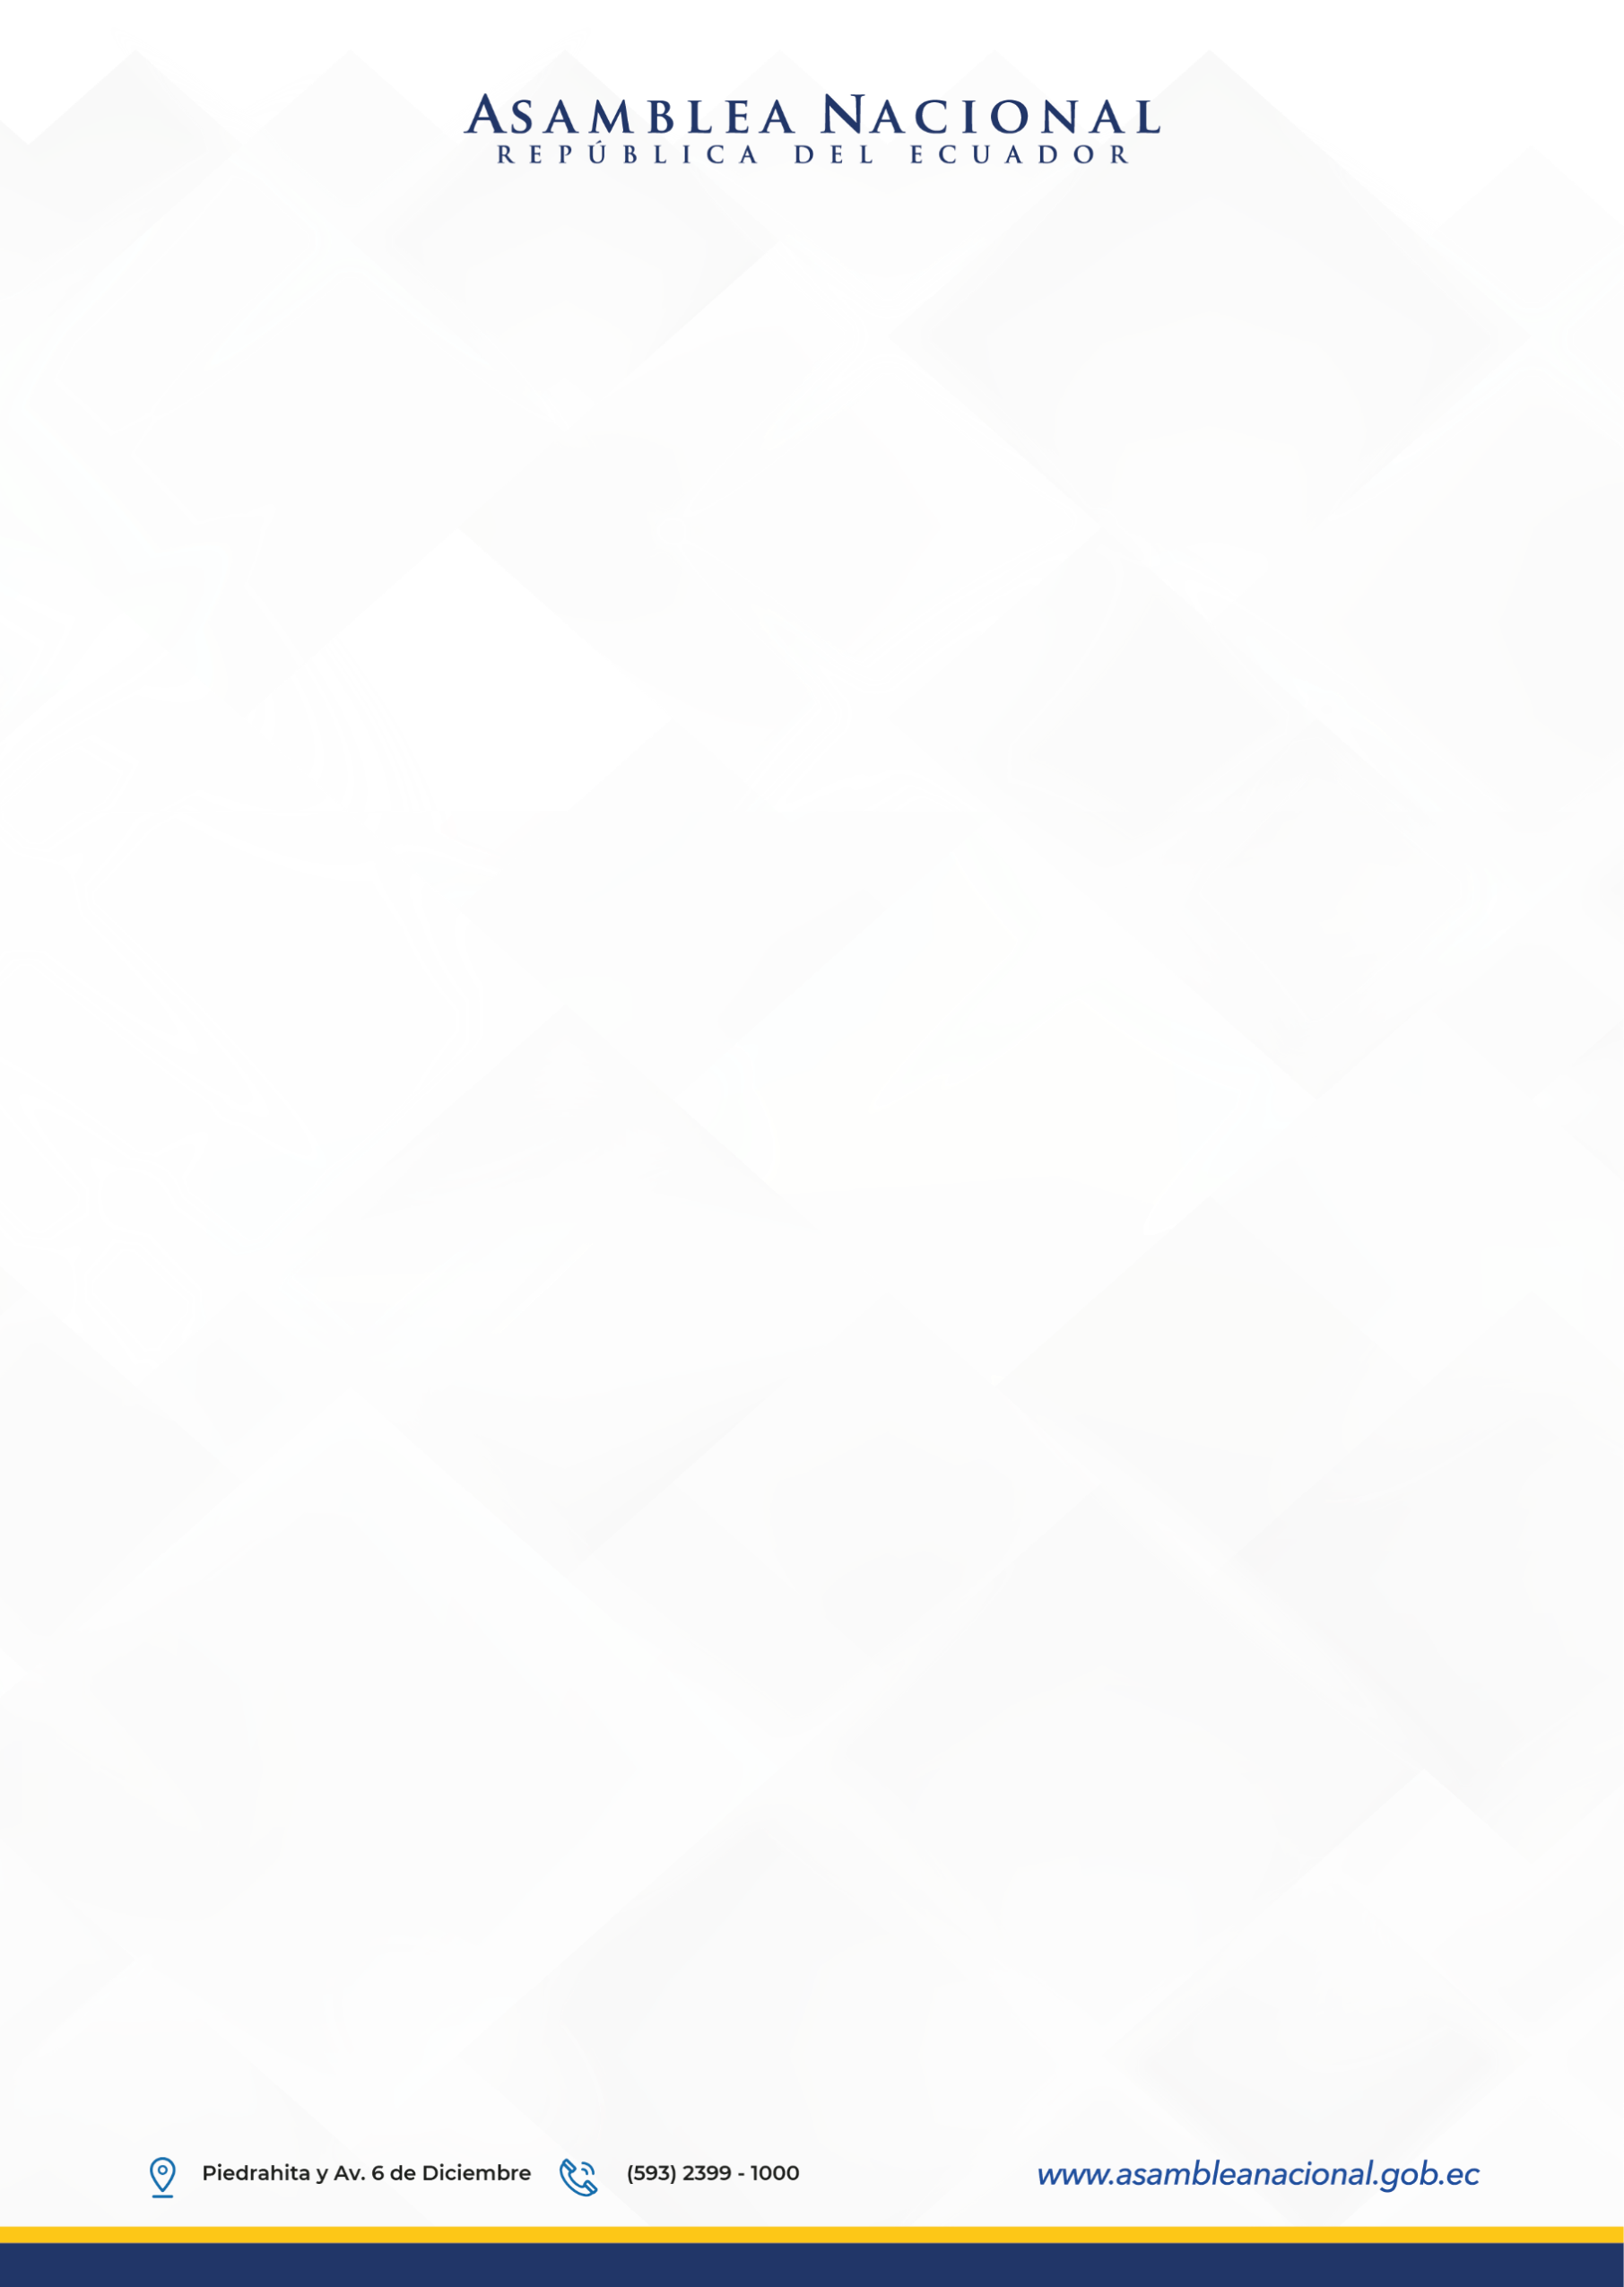 ASAMBLEA NACIONAL
REPÚBLICA DEL ECUADOR
Piedrahita y Av. 6 de Diciembre (593) 2399 - 1000 www.asambleanacional.gob.ec